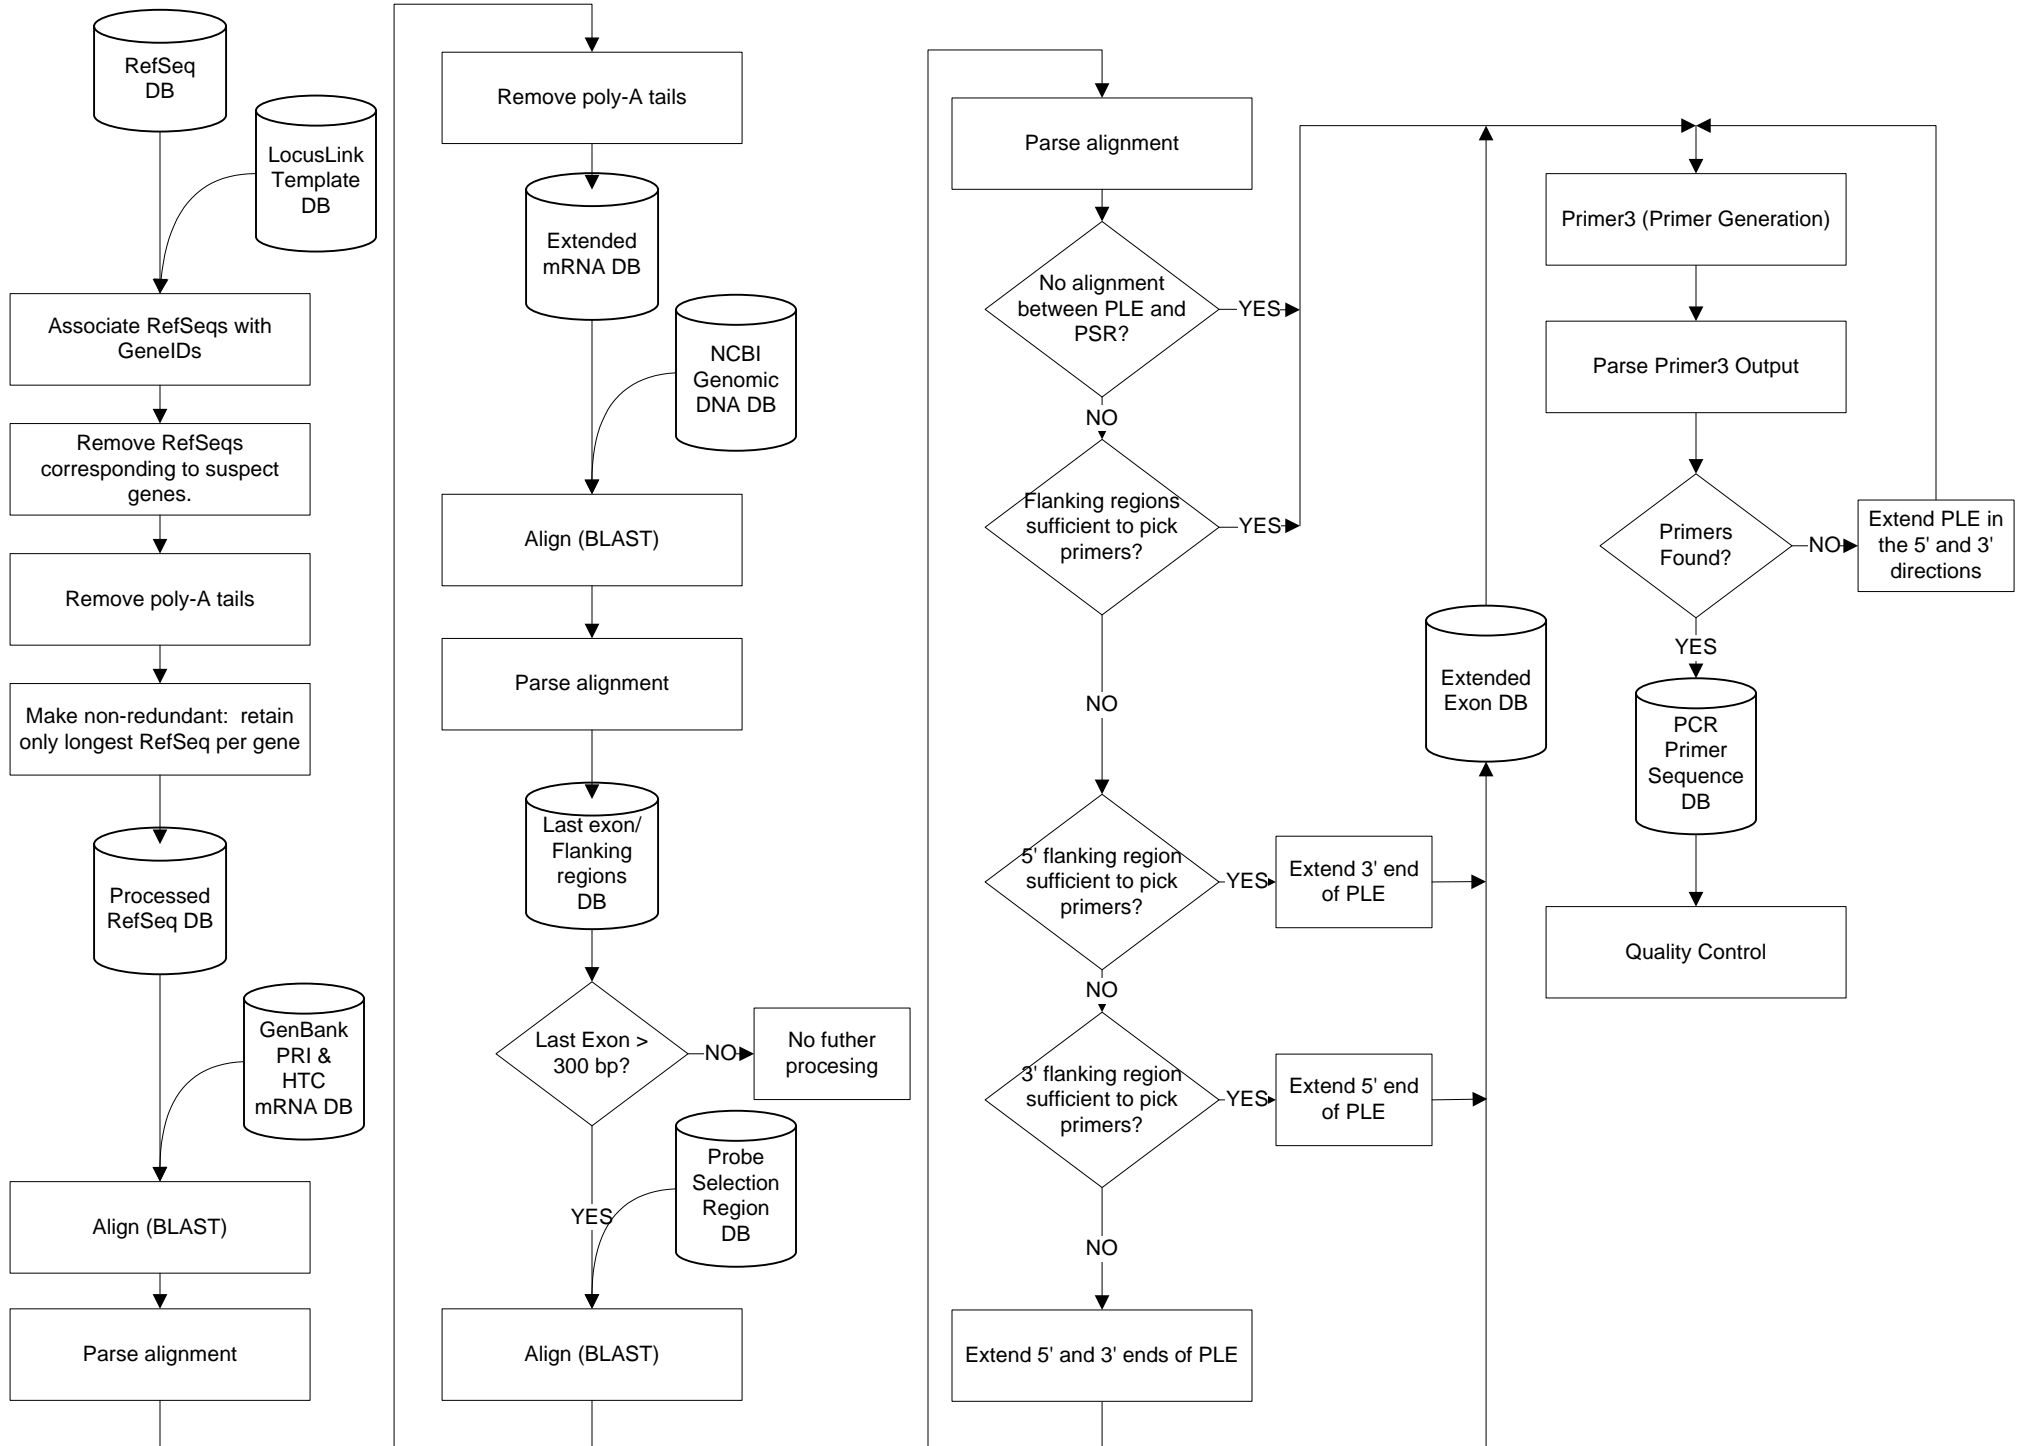 RefSeq
DB
LocusLink
Template
DB
Associate RefSeqs with
GeneIDs
Remove RefSeqs
corresponding to suspect
genes.
Remove poly-A tails
Make non-redundant: retain
only longest RefSeq per gene
Processed
RefSeq DB
GenBank
PRI &
HTC
mRNA DB
Align (BLAST)
Parse alignment
Remove poly-A tails
Extended
mRNA DB
NCBI
Genomic
DNA DB
Align (BLAST)
Parse alignment
Last exon/
Flanking
regions
DB
Last Exon >
300 bp?
NO
No futher
procesing
YES
Probe
Selection
Region
DB
Align (BLAST)
Parse alignment
No alignment
between PLE and
PSR?
YES
NO
Flanking regions
sufficient to pick
primers?
YES
NO
5' flanking region
sufficient to pick
primers?
YES
Extend 3' end
of PLE
NO
3' flanking region
sufficient to pick
primers?
YES
Extend 5' end
of PLE
NO
Extend 5' and 3' ends of PLE
Extended
Exon DB
Primer3 (Primer Generation)
Parse Primer3 Output
Primers
Found?
NO
Extend PLE in
the 5' and 3'
directions
YES
PCR
Primer
Sequence
DB
Quality Control